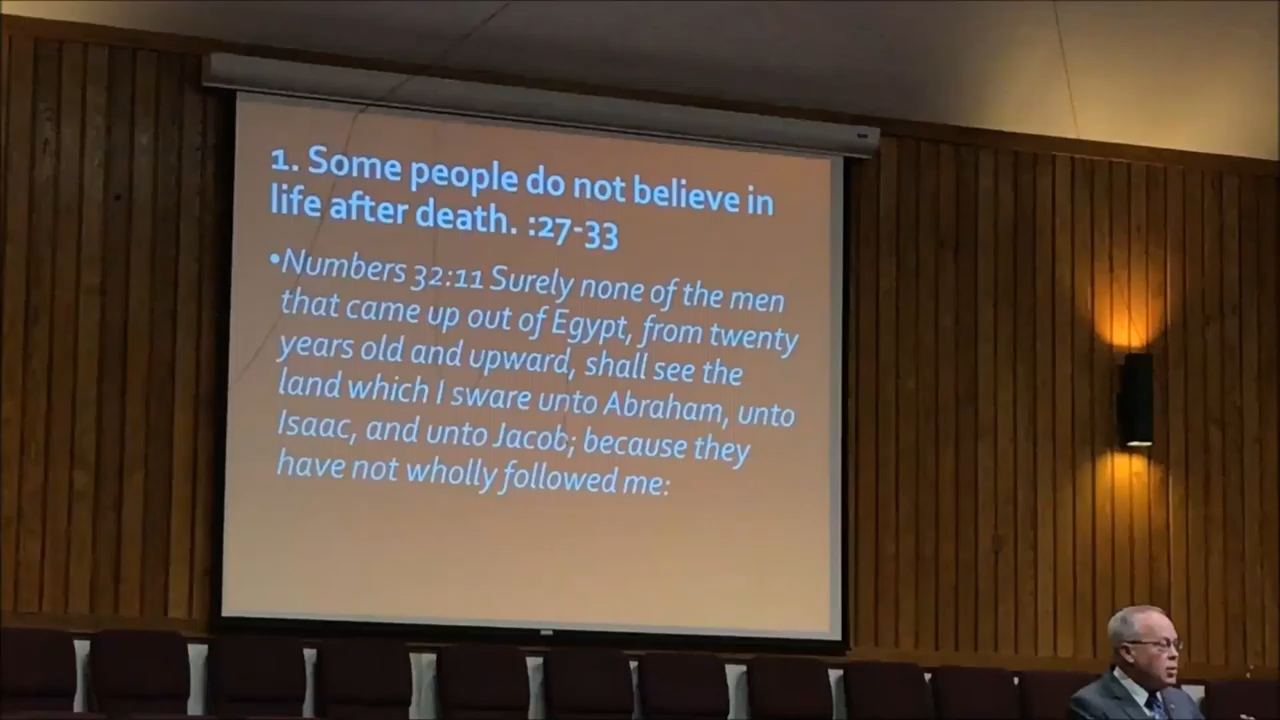 1. Some people do not believe in
life after death. :27-33
•Numbers 32:11 Surely none of the men
that came up out of Egypt, from twenty
years old and upward, shall see the
land which I sware unto Abraham, unto
Isaac, and unto Jacob; because they
have not wholly followed me: